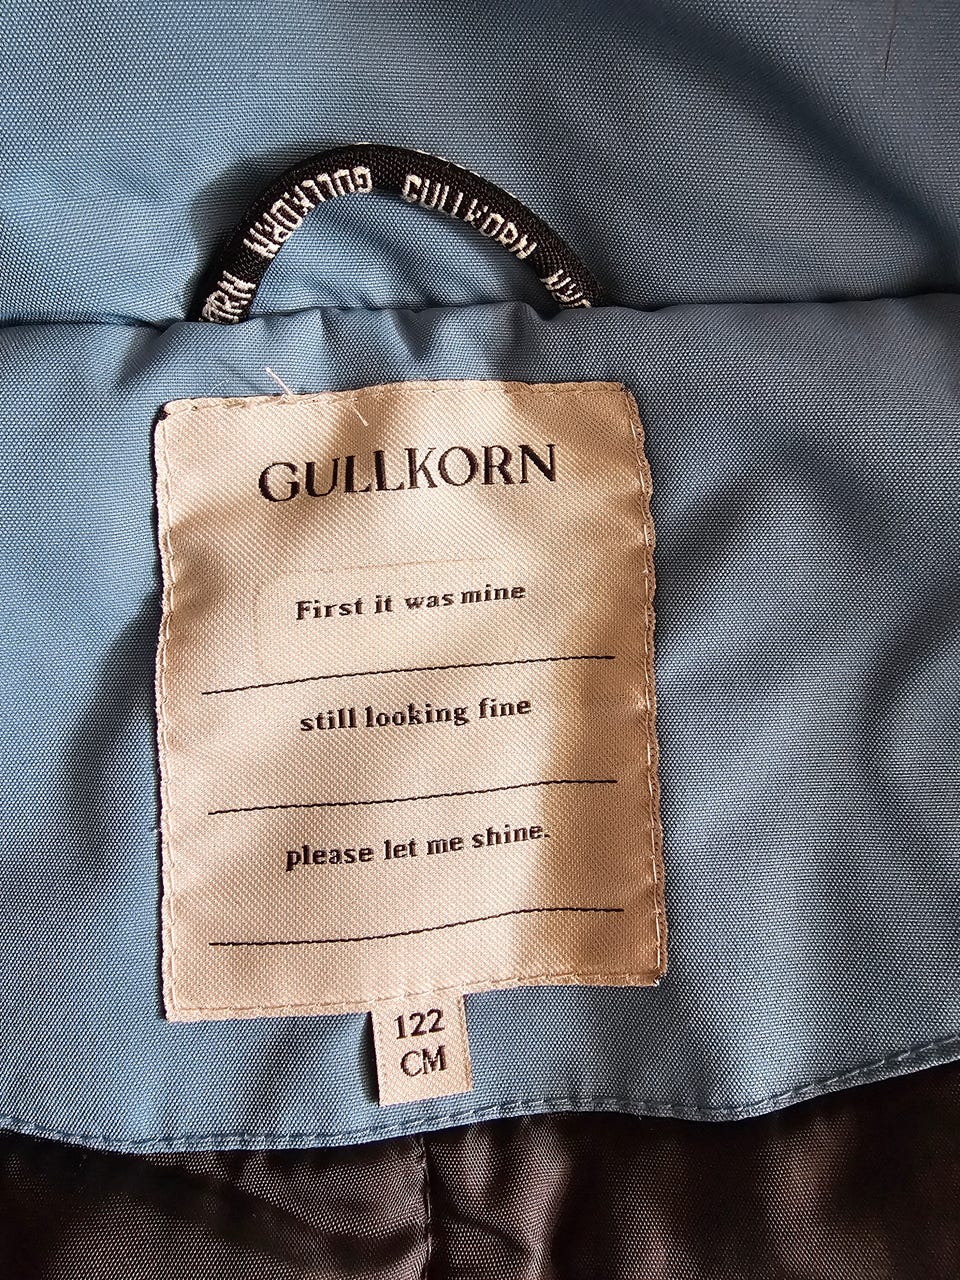 GULLKORN GULLKORN
GULLKORN
First it was mine
still looking fine
please let me shine.
122
CM